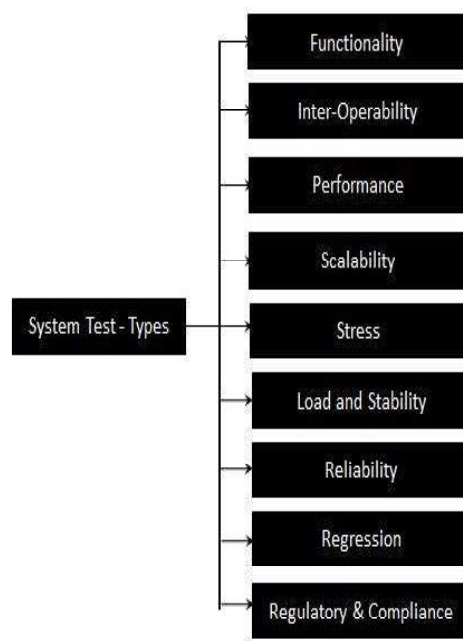 Functionality
Inter-Operability
Performance
Scalability
System Test - Types
Stress
Load and Stability
Reliability
Regression
Regulatory & Compliance